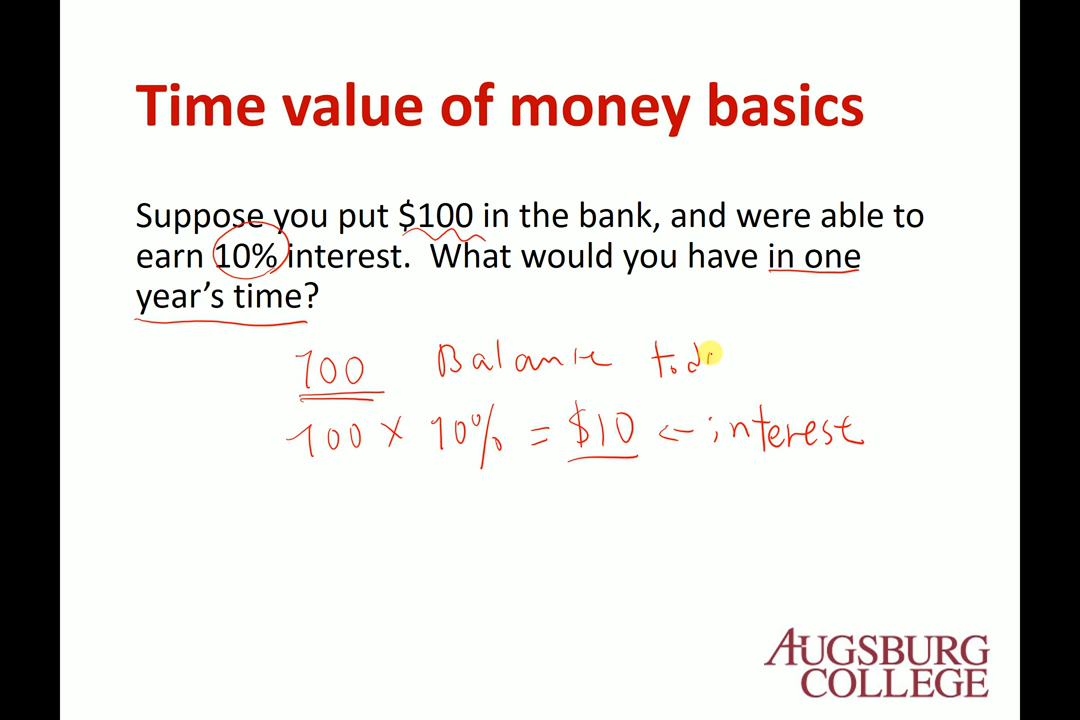 Time value of money basics
Suppose you put $100 in the bank, and were able to
earn 10% interest.  What would you have in one
year’s time?
100 Balance tod
100 × 10% = $10 ← interest
AUGSBURG
COLLEGE